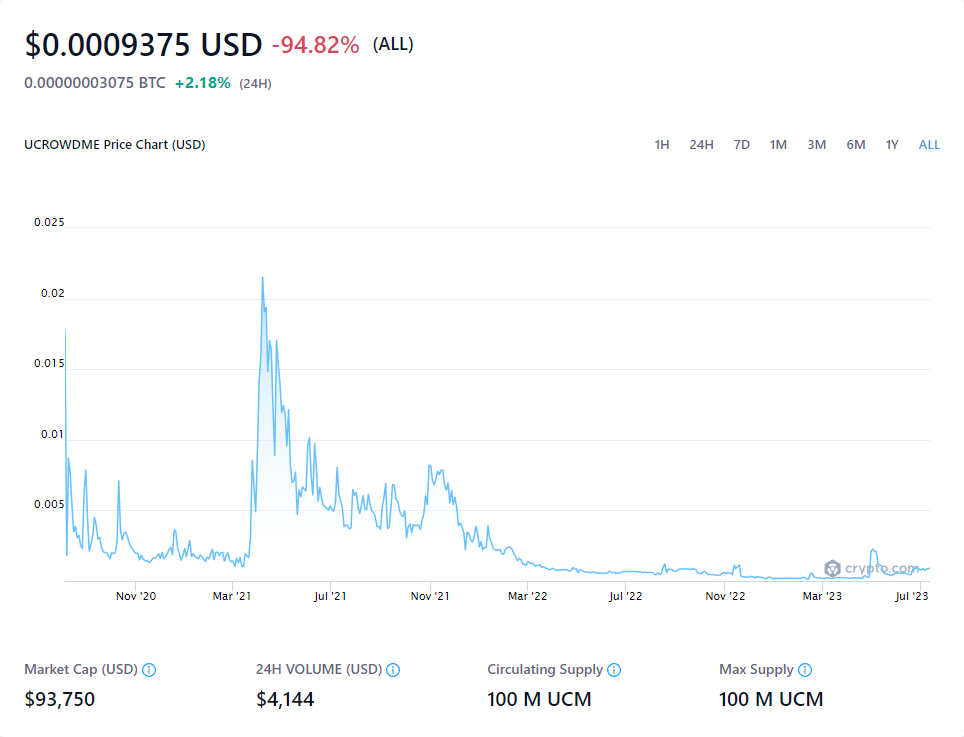 $0.0009375 USD -94.82% (ALL)
0.00000003075 BTC +2.18% (24H)
UCROWDME Price Chart (USD) 1H 24H 7D 1M 3M 6M 1Y ALL
0.025
0.02
0.015
0.01
0.005
crypto.com
Nov '20 Mar '21 Jul '21 Nov '21 Mar '22 Jul '22 Nov '22 Mar '23 Jul '23
Market Cap (USD) 24H VOLUME (USD) Circulating Supply Max Supply
$93,750 $4,144 100 M UCM 100 M UCM